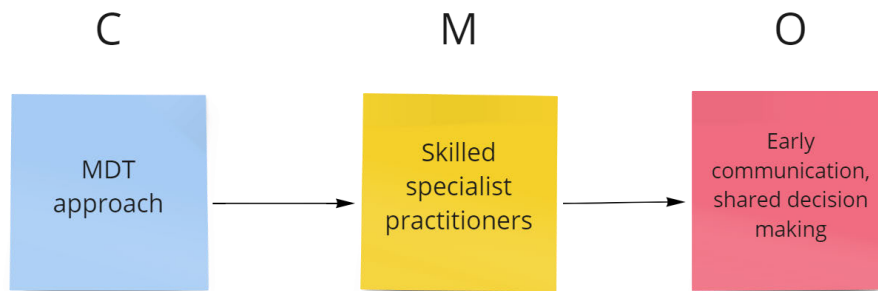 C
M
O
MDT
approach
Skilled
specialist
practitioners
Early
communication,
shared decision
making